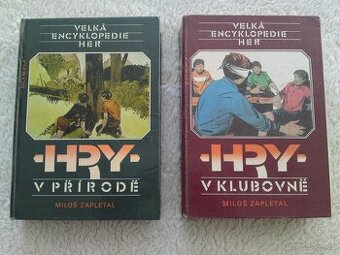 VELKÁ
ENCYKLOPEDIE
HER
HRY
V PŘÍRODĚ
MILOŠ ZAPLETAL
VELKÁ
ENCYKLOPEDIE
HER
HRY
V KLUBOVNĚ
MILOŠ ZAPLETAL